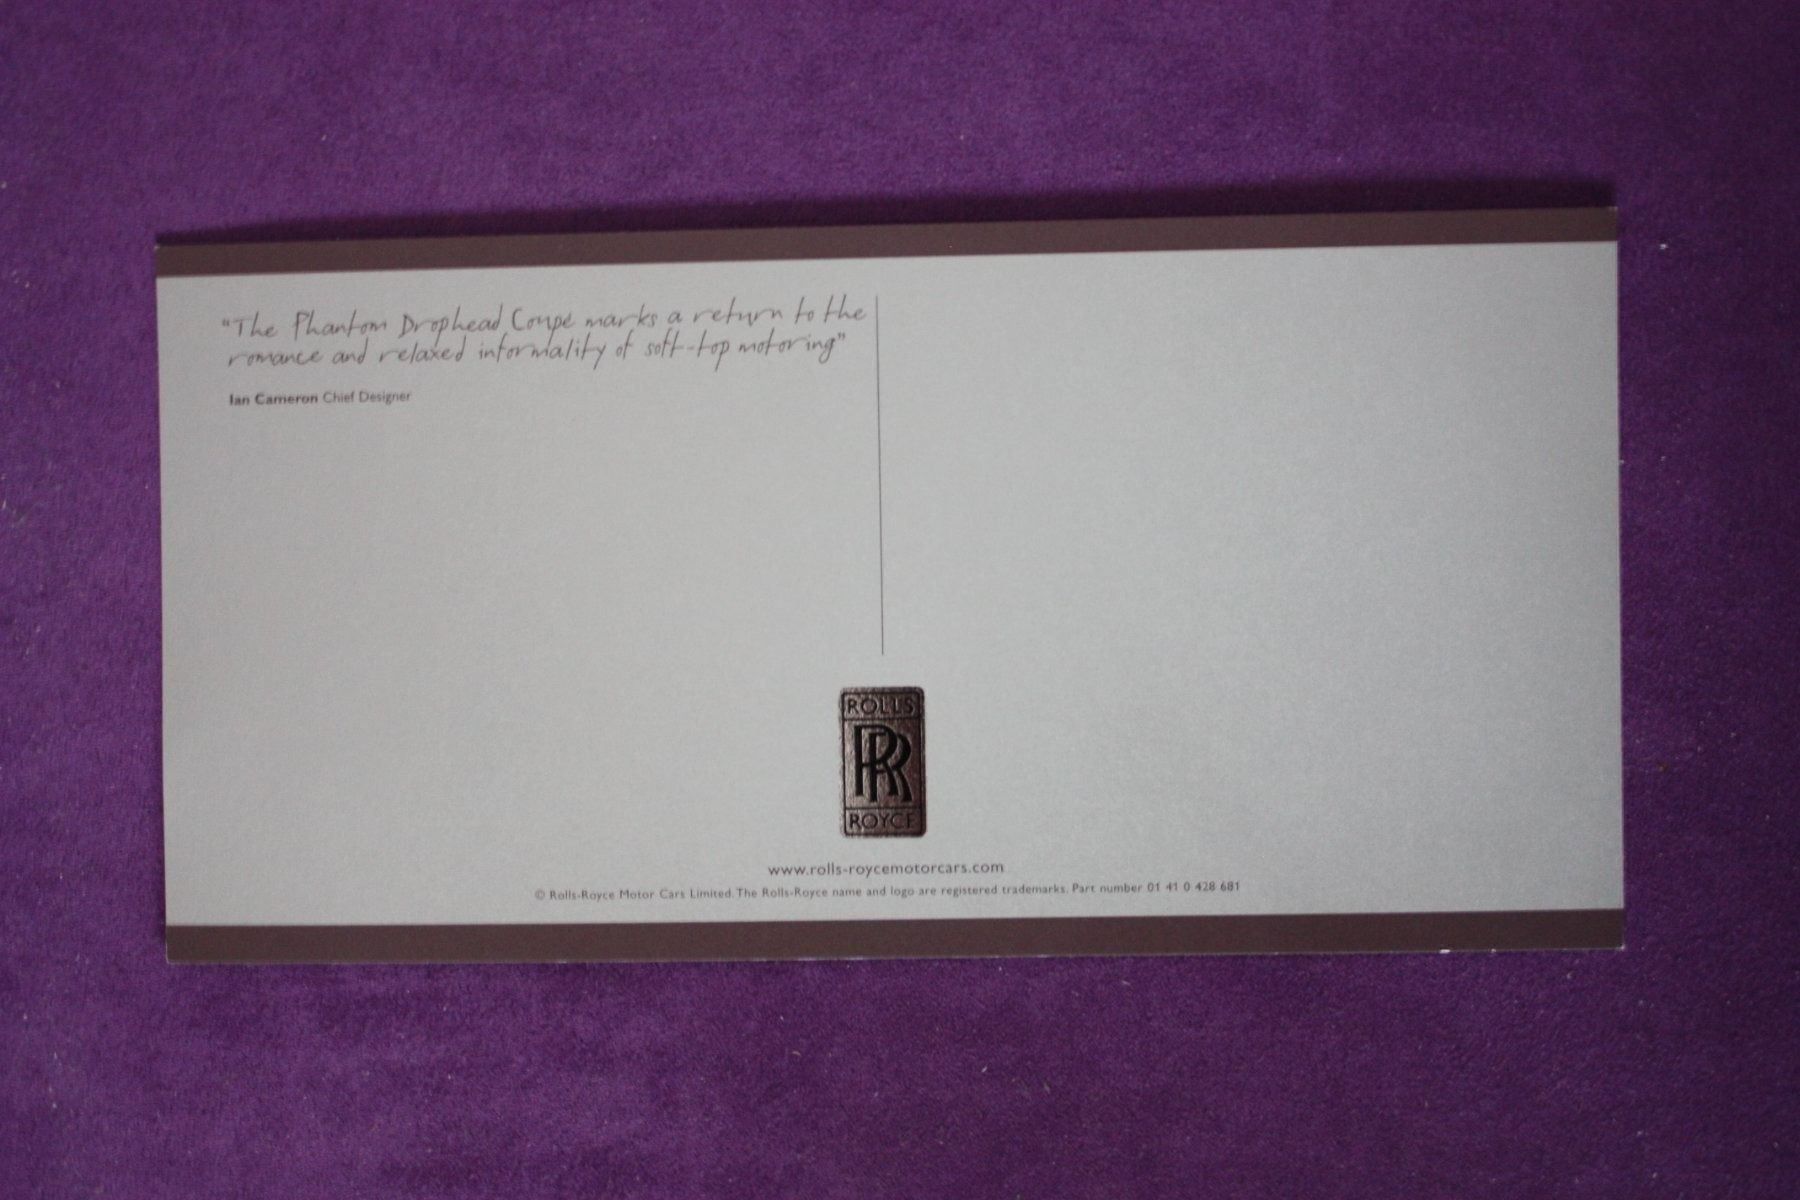 “The Phantom Drophead Coupé marks a return to the
romance and relaxed informality of soft-top motoring”
Ian Cameron Chief Designer
ROLLS
RR
ROYCE
www.rolls-roycemotorcars.com
© Rolls-Royce Motor Cars Limited. The Rolls-Royce name and logo are registered trademarks. Part number 01 41 0 428 681